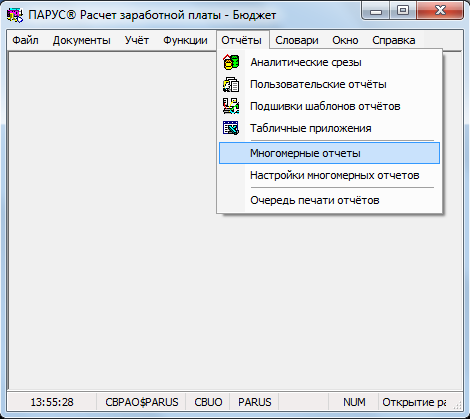 ПАРУС® Расчет заработной платы - Бюджет
Файл Документы Учёт Функции Отчёты Словари Окно Справка
Аналитические срезы
Пользовательские отчёты
Подшивки шаблонов отчётов
Табличные приложения
Многомерные отчеты
Настройки многомерных отчетов
Очередь печати отчётов
13:55:28 CBPAO$PARUS CBUO PARUS NUM Открытие ра